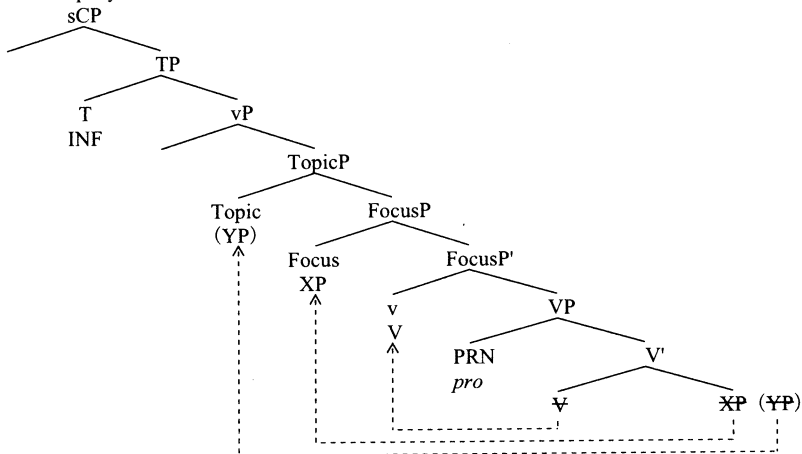 sCP
TP
T
INF
vP
TopicP
Topic
(YP)
FocusP
Focus
XP
FocusP'
v
V
VP
PRN
pro
V'
V XP (YP)